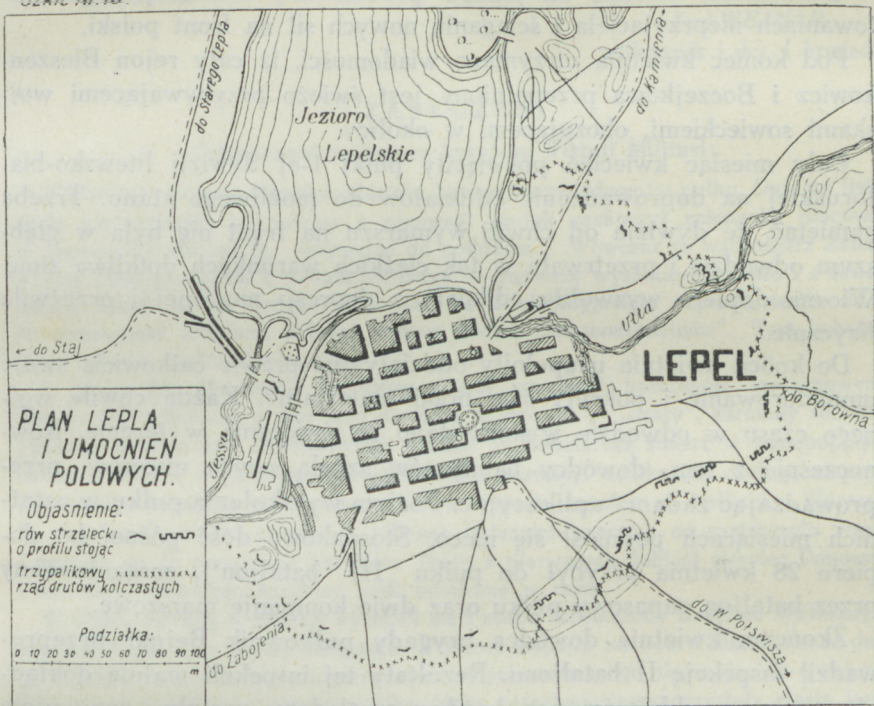 Jezioro
Lepelskie
do Starego Lepla
do Kamienia
← do Staj
Ułła
LEPEL
do Borowna
Jessa
do Zabojenia
do W. Połświża
PLAN LEPLA
I UMOCNIEŃ
POLOWYCH.
Objaśnienie:
rów strzelecki
o profilu stojąc
trzypalikowy
rząd drutów kolczastych
Podziałka:
0 10 20 30 40 50 60 70 80 90 100
m